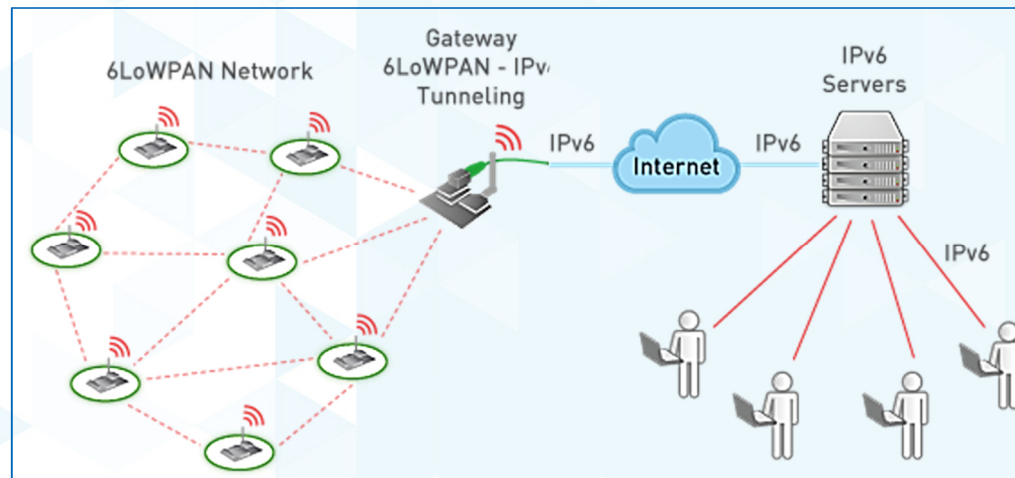 6LoWPAN Network
Gateway
6LoWPAN - IPv
Tunneling
IPv6
Internet
IPv6
IPv6
Servers
IPv6